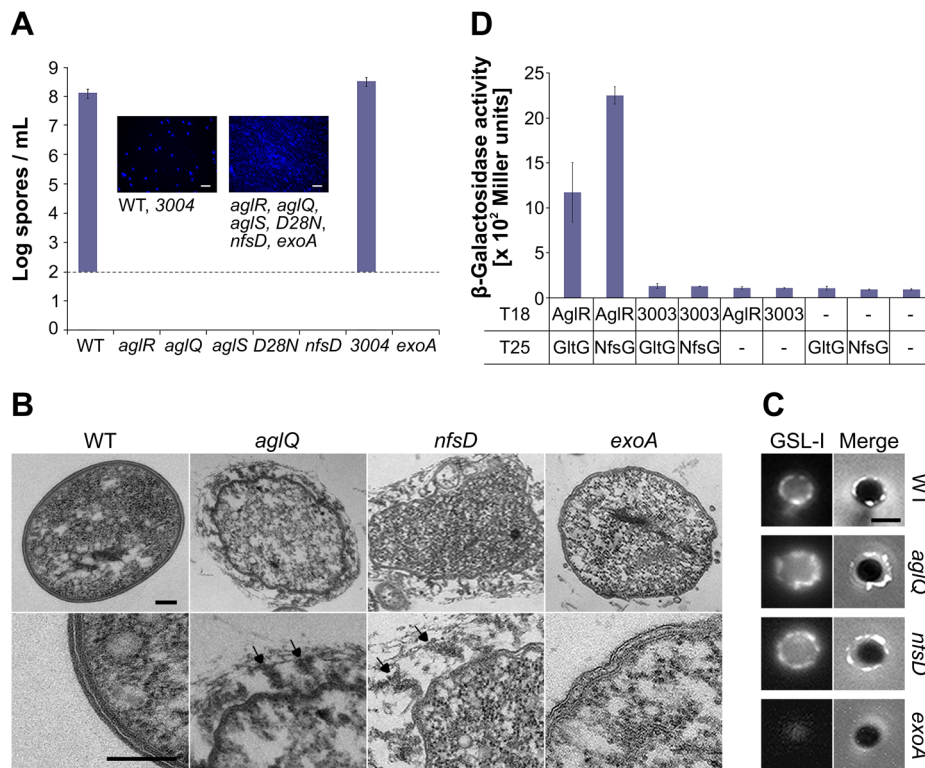 A
Log spores / mL
9
8
7
6
5
4
3
2
1
0
WT, 3004
aglR, aglQ,
aglS, D28N,
nfsD, exoA
WT aglR aglQ aglS D28N nfsD 3004 exoA
D
β-Galactosidase activity
[x 10² Miller units]
25
20
15
10
5
0
T18 AglR AglR 3003 3003 AglR 3003 - - -
T25 GltG NfsG GltG NfsG - - GltG NfsG -
B
WT aglQ nfsD exoA
C
GSL-I Merge
WT
aglQ
nfsD
exoA